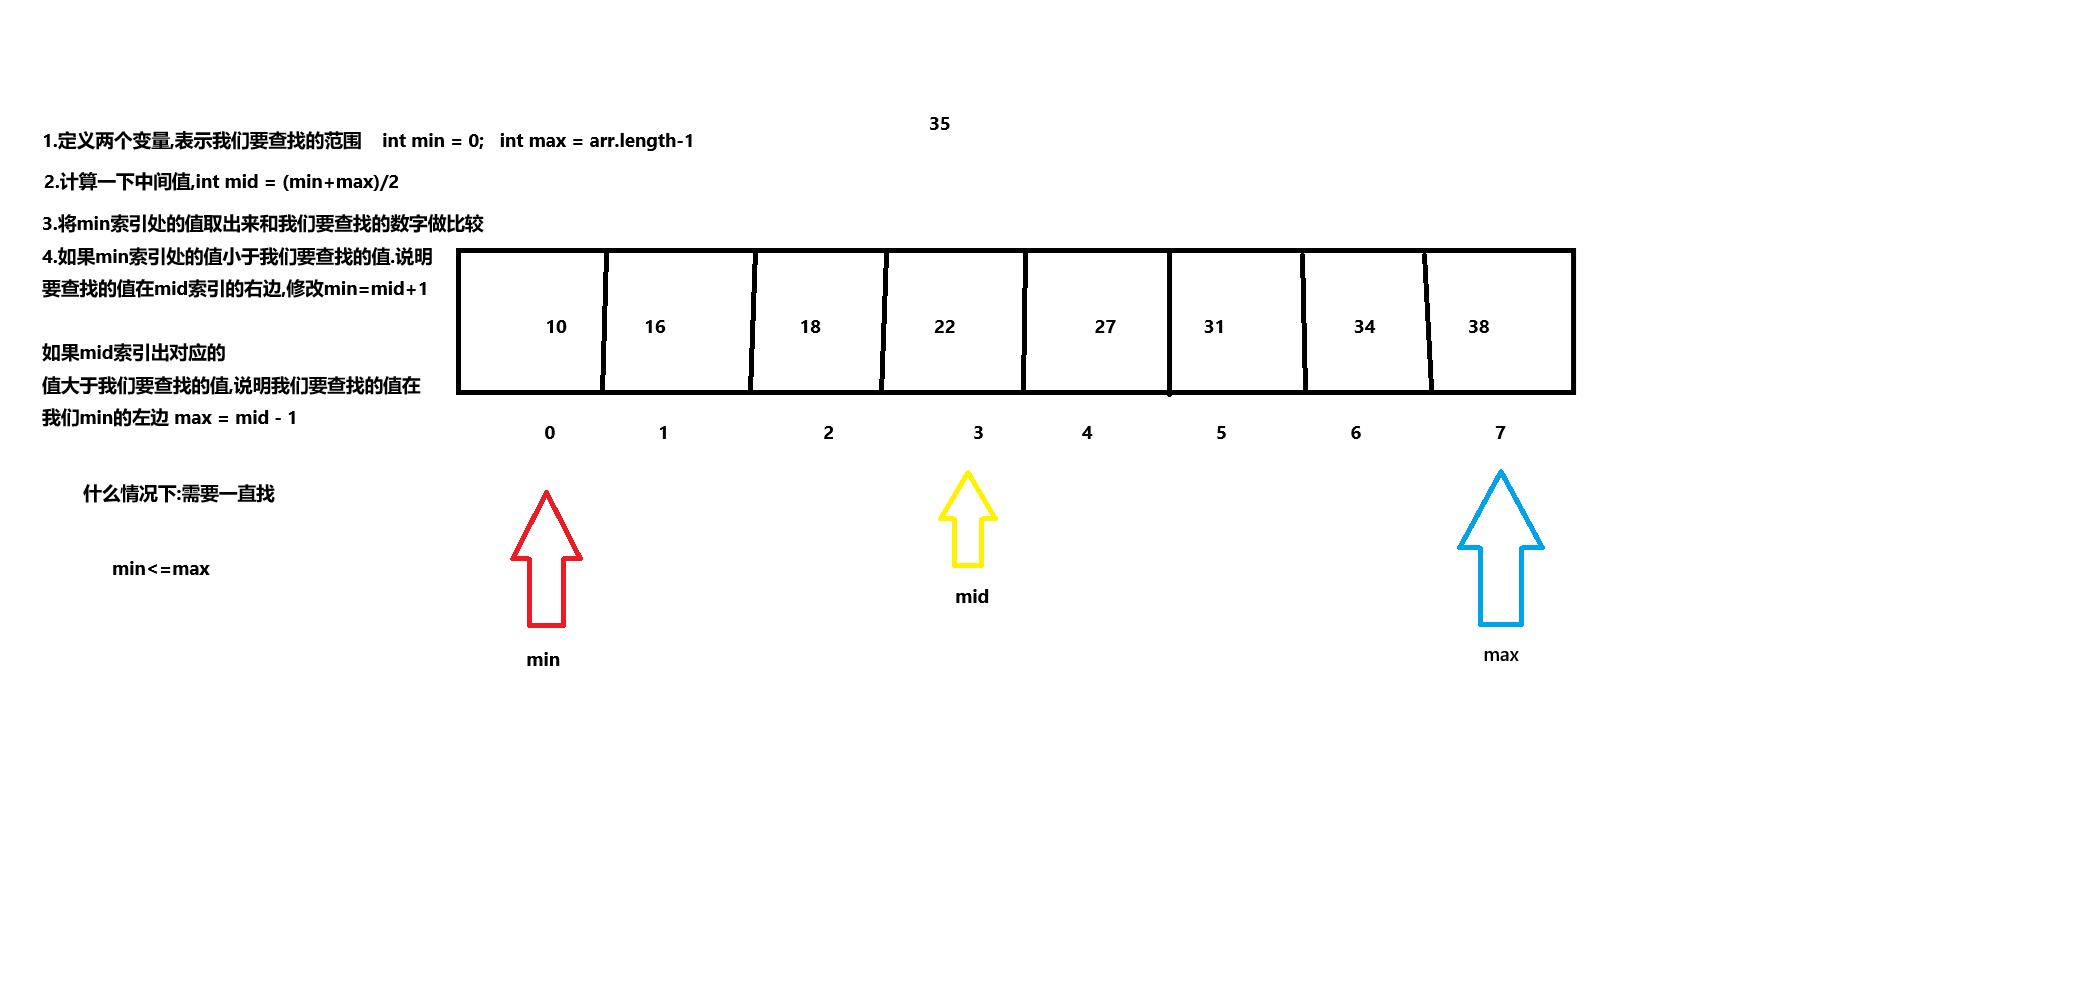 35
1.定义两个变量,表示我们要查找的范围    int min = 0;   int max = arr.length-1
2.计算一下中间值,int mid = (min+max)/2
3.将min索引处的值取出来和我们要查找的数字做比较
4.如果min索引处的值小于我们要查找的值.说明
要查找的值在mid索引的右边,修改min=mid+1
如果mid索引出对应的
值大于我们要查找的值,说明我们要查找的值在
我们min的左边 max = mid - 1
什么情况下:需要一直找
min<=max
10 16 18 22 27 31 34 38
0 1 2 3 4 5 6 7
mid
min
max